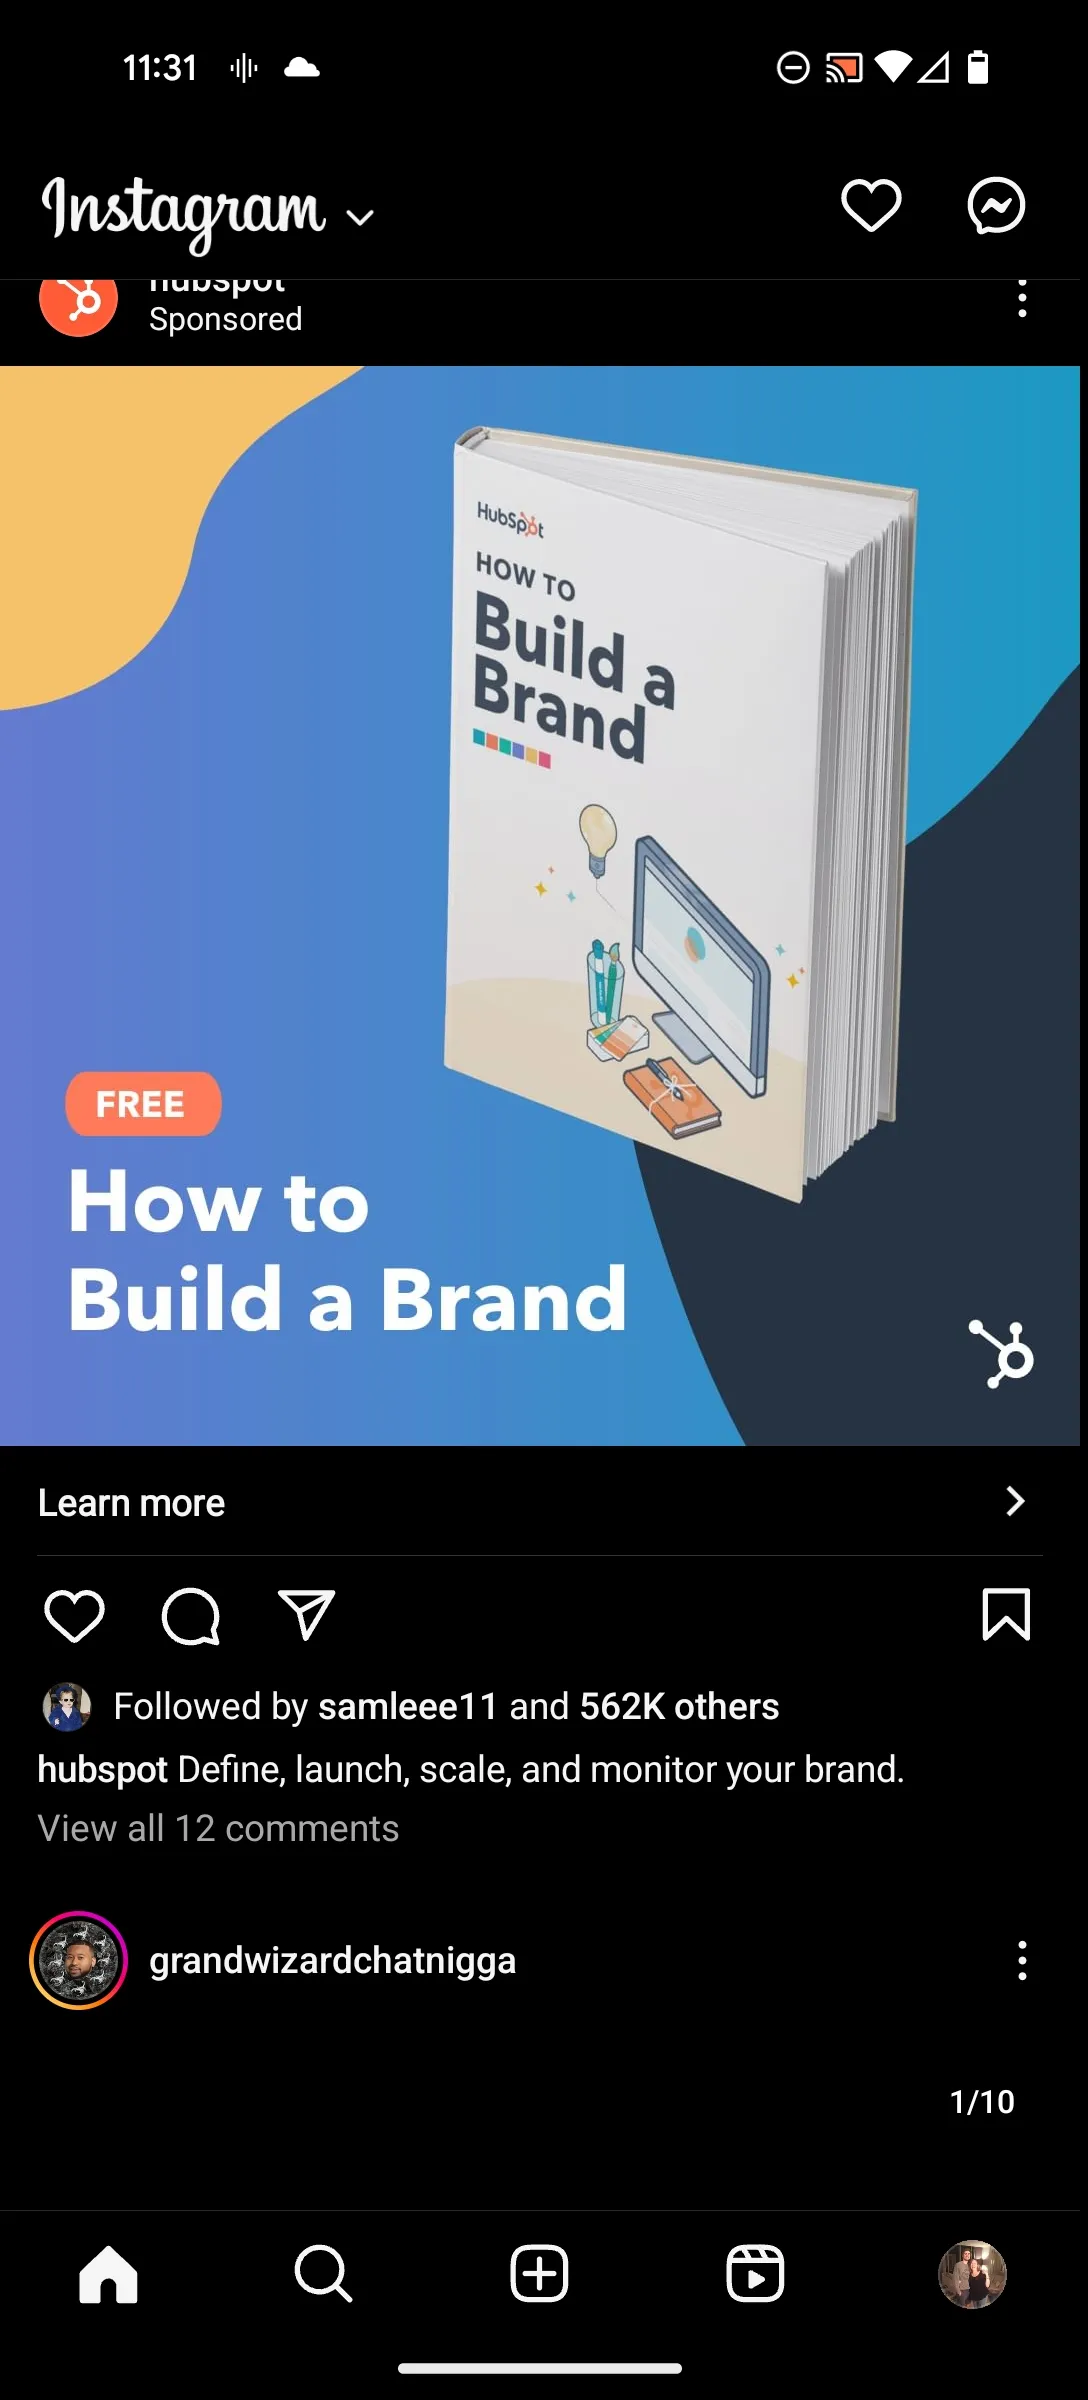 11:31
Instagram
hubspot
Sponsored
HubSpot
HOW TO
Build a
Brand
FREE
How to
Build a Brand
Learn more
Followed by samleee11 and 562K others
hubspot Define, launch, scale, and monitor your brand.
View all 12 comments
grandwizardchatnigga
1/10